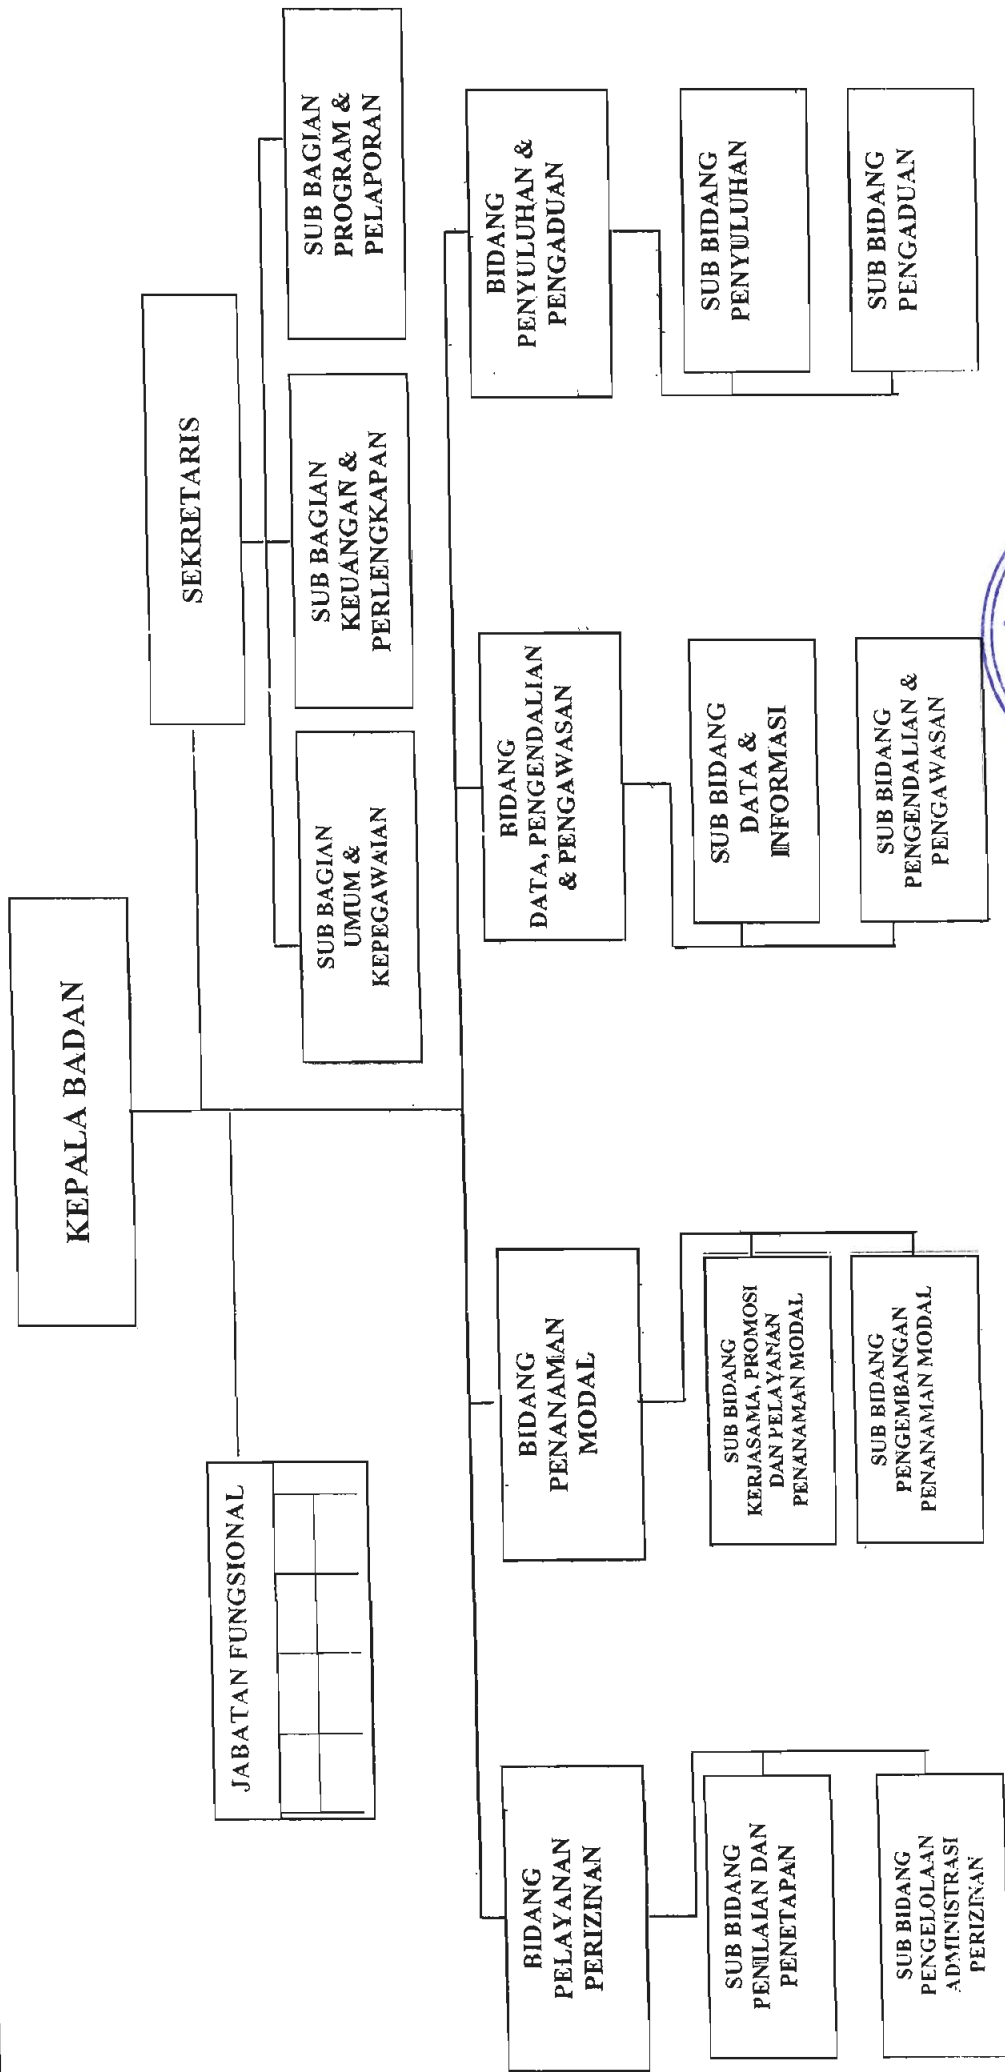 KEPALA BADAN
SEKRETARIS
JABATAN FUNGSIONAL
SUB BAGIAN
UMUM &
KEPEGAWAIAN
SUB BAGIAN
KEUANGAN &
PERLENGKAPAN
SUB BAGIAN
PROGRAM &
PELAPORAN
BIDANG
PELAYANAN
PERIZINAN
BIDANG
PENANAMAN
MODAL
BIDANG
DATA, PENGENDALIAN
& PENGAWASAN
BIDANG
PENYULUHAN &
PENGADUAN
SUB BIDANG
PENILAIAN DAN
PENETAPAN
SUB BIDANG
KERJASAMA, PROMOSI
DAN PELAYANAN
PENANAMAN MODAL
SUB BIDANG
DATA &
INFORMASI
SUB BIDANG
PENYULUHAN
SUB BIDANG
PENGELOLAAN
ADMINISTRASI
PERIZINAN
SUB BIDANG
PENGEMBANGAN
PENANAMAN MODAL
SUB BIDANG
PENGENDALIAN &
PENGAWASAN
SUB BIDANG
PENGADUAN